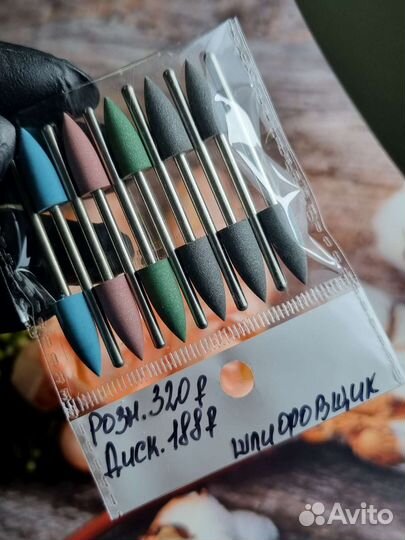 розн. 320 ₽
Диск. 188 ₽
шлифовщик
Avito